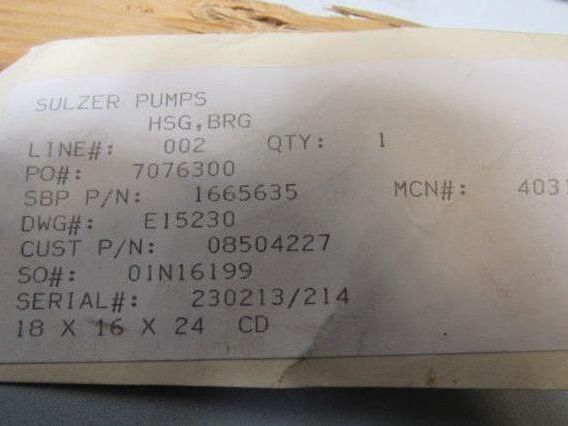 SULZER PUMPS
HSG,BRG
LINE#: 002 QTY: 1
PO#: 7076300
SBP P/N: 1665635 MCN#: 4031
DWG#: E15230
CUST P/N: 08504227
SO#: 01N16199
SERIAL#: 230213/214
18 X 16 X 24 CD